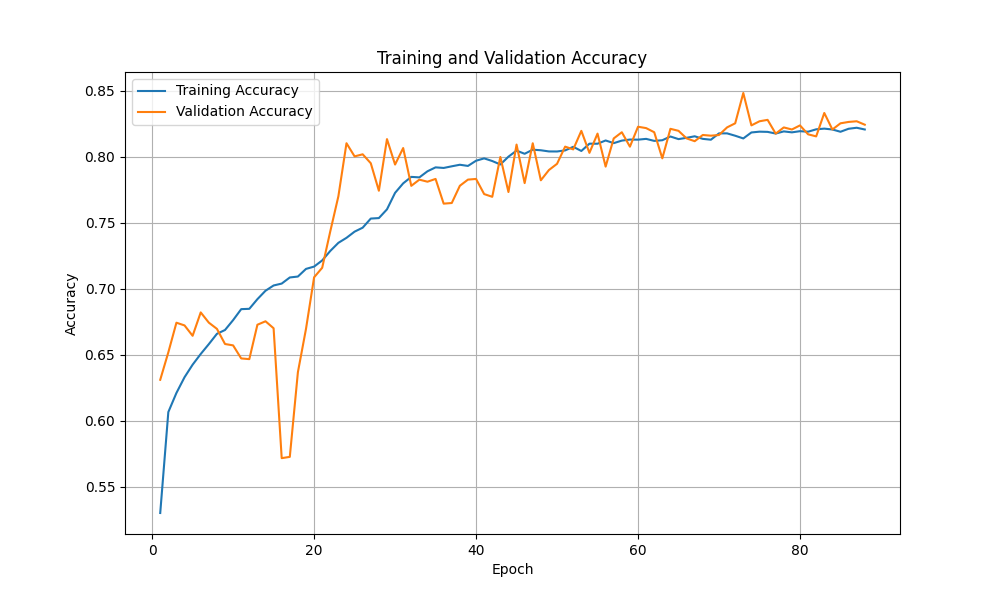 Training and Validation Accuracy
Training Accuracy
Validation Accuracy
0.85
0.80
0.75
0.70
0.65
0.60
0.55
Accuracy
0 20 40 60 80
Epoch